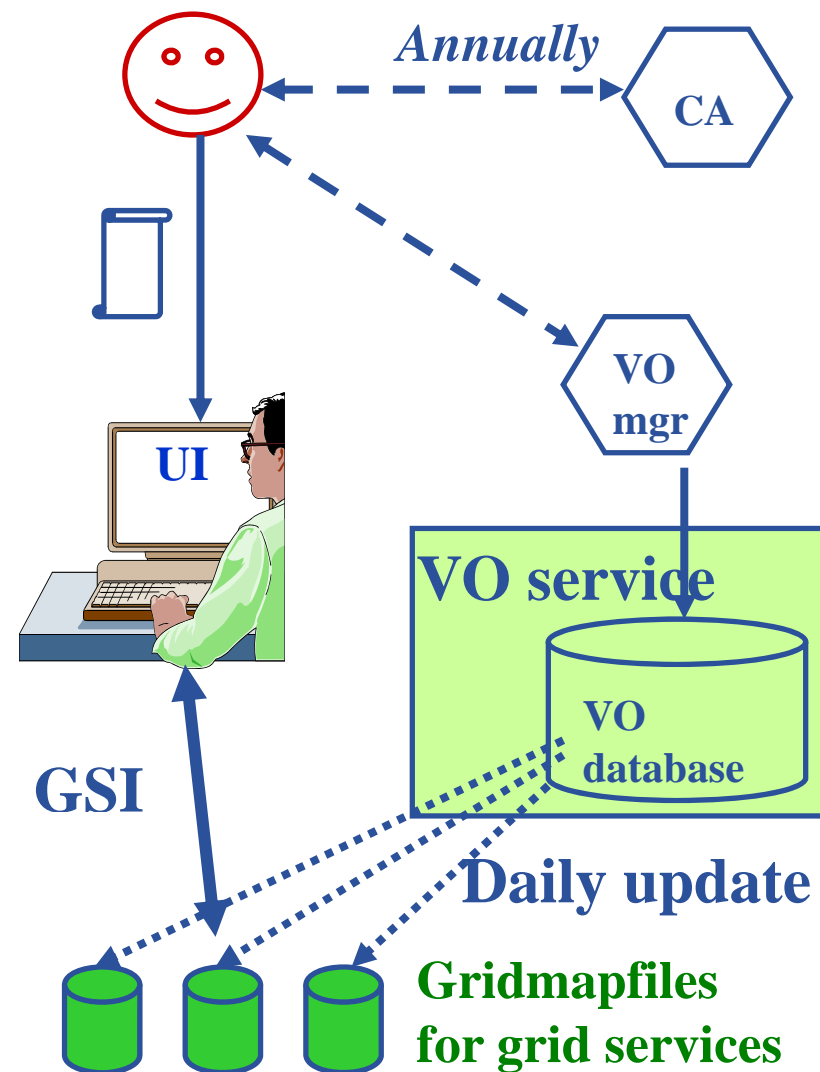 Annually
CA
VO
mgr
UI
VO service
VO
database
GSI
Daily update
Gridmapfiles
for grid services